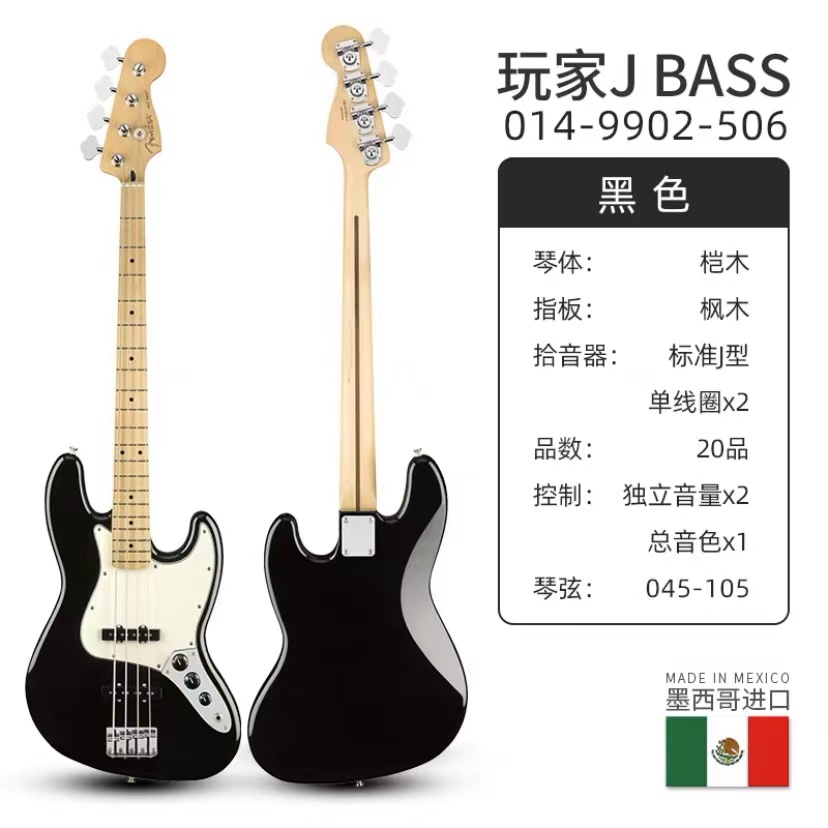 玩家J BASS
014-9902-506
黑色
琴体： 桤木
指板： 枫木
拾音器： 标准J型
单线圈x2
品数： 20品
控制： 独立音量x2
总音色x1
琴弦： 045-105
MADE IN MEXICO
墨西哥进口
Fender